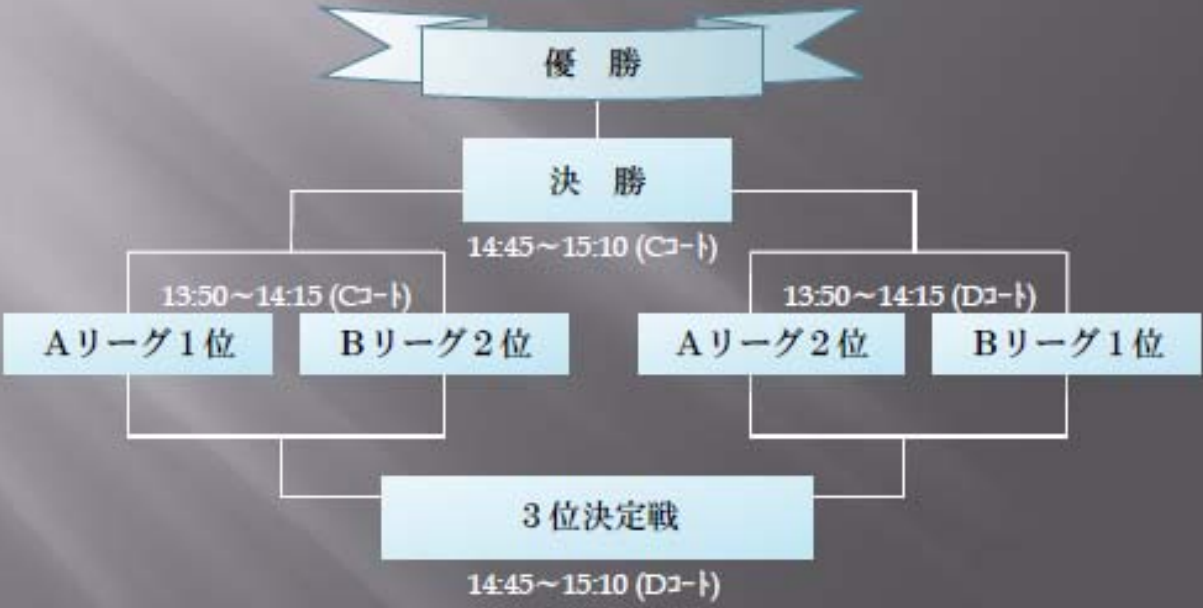 優　勝
決　勝
14:45～15:10 (Cｺｰﾄ)
13:50～14:15 (Cｺｰﾄ)
13:50～14:15 (Dｺｰﾄ)
Aリーグ１位
Bリーグ２位
Aリーグ２位
Bリーグ１位
３位決定戦
14:45～15:10 (Dｺｰﾄ)